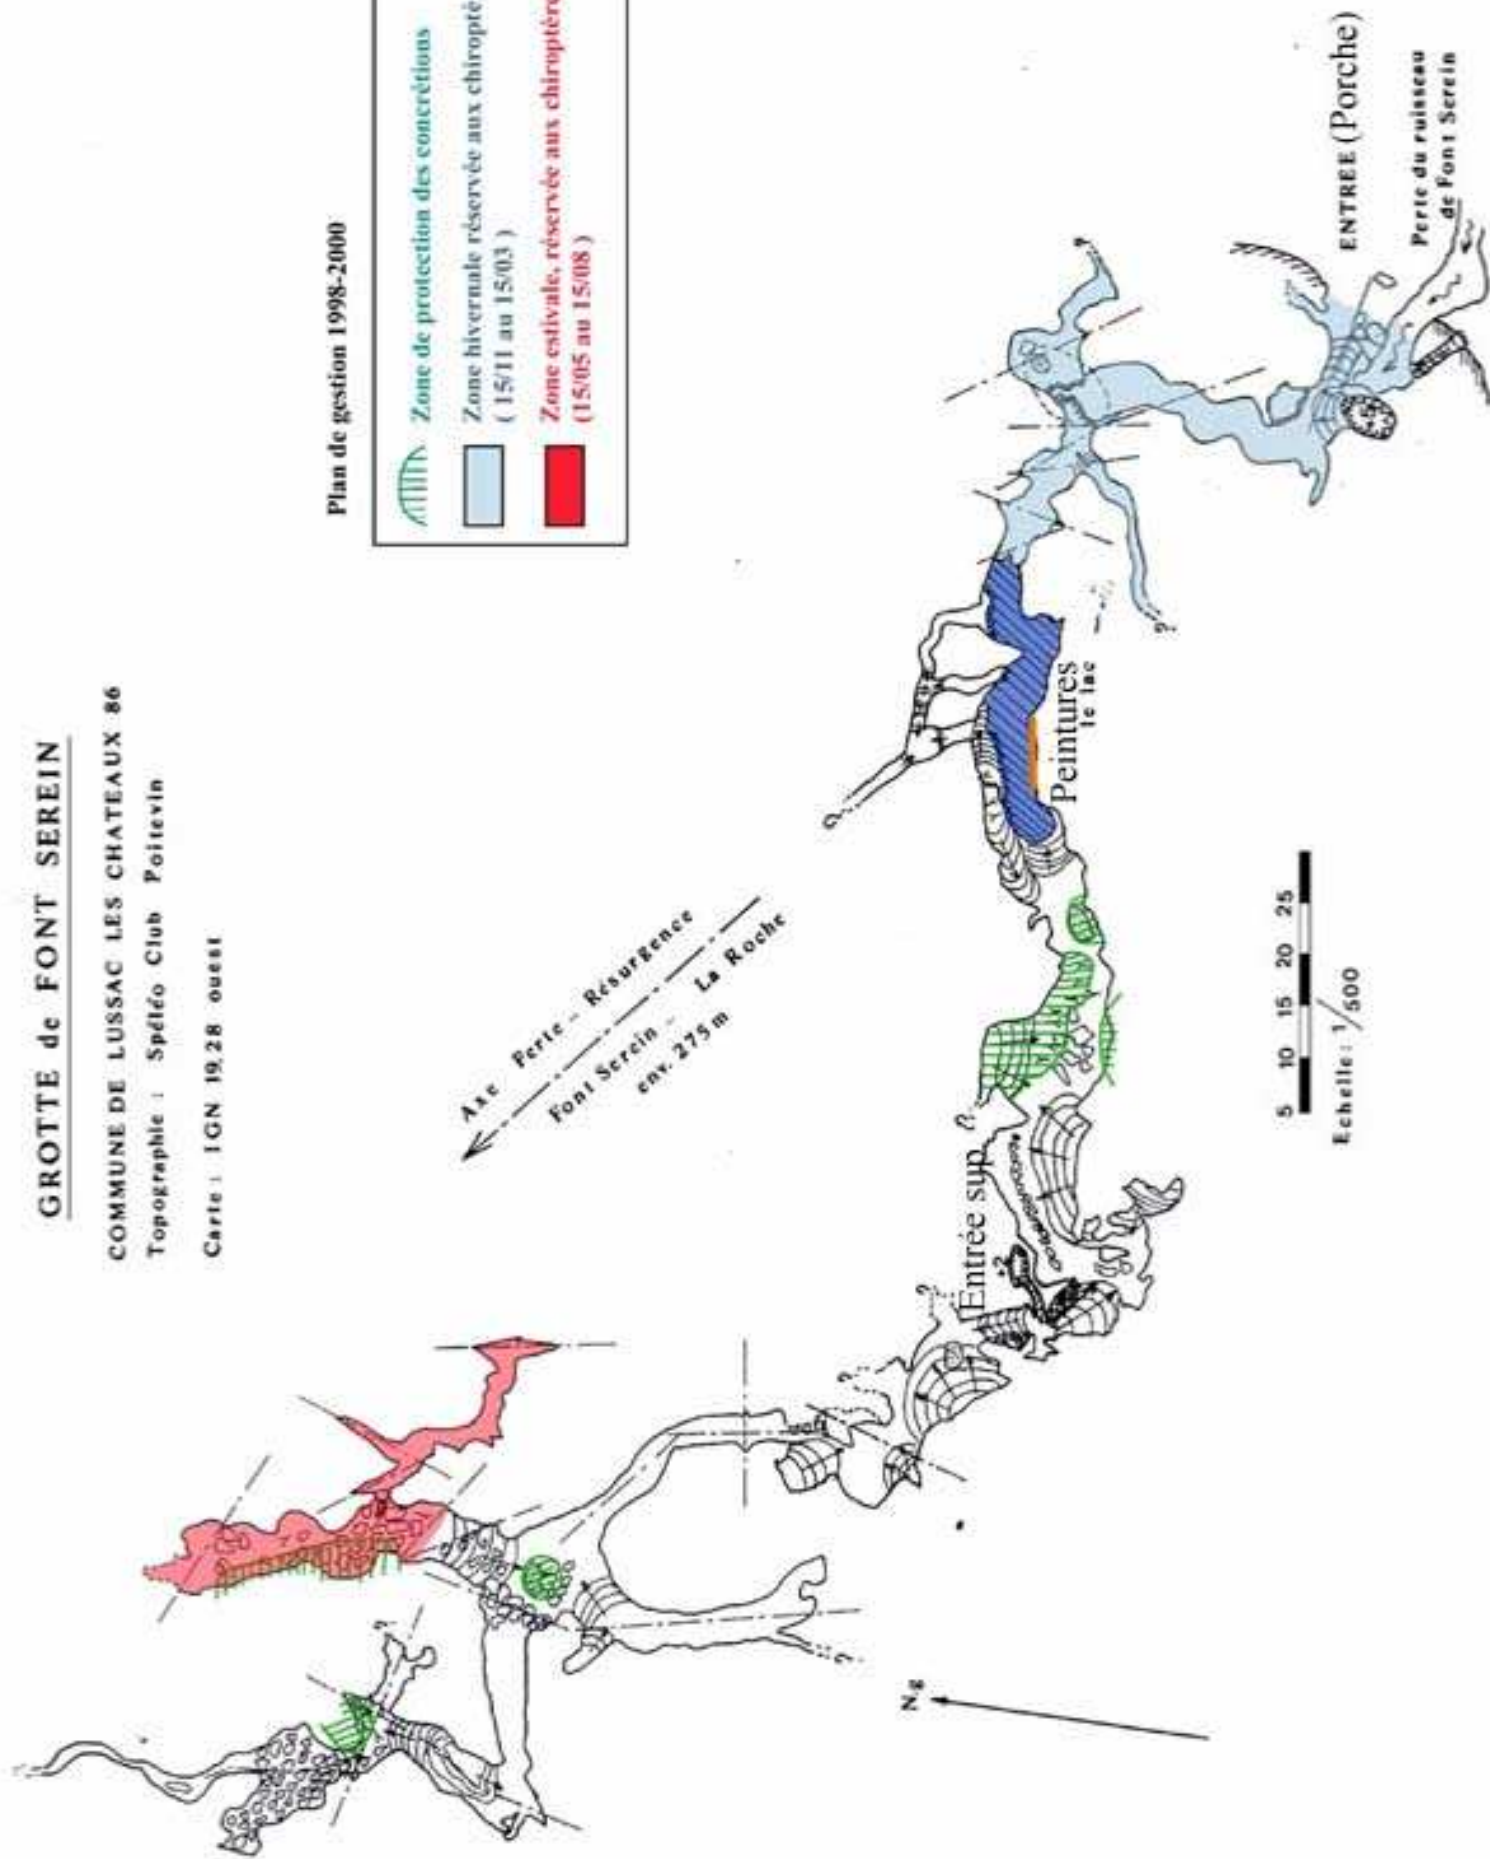 GROTTE de FONT SEREIN
COMMUNE DE LUSSAC LES CHATEAUX 86
Topographie : Spéléo Club Poitevin
Carte : IGN 19.28 ouest
Plan de gestion 1998-2000
Zone de protection des concrétions
Zone hivernale réservée aux chiropté
( 15/11 au 15/03 )
Zone estivale, réservée aux chiroptère
(15/05 au 15/08 )
Axe Perte - Résurgence
Font Serein - La Roche
env. 275 m
ENTREE (Porche)
Perte du ruisseau
de Font Serein
Peintures
le lac
Entrée sup
+2
?
?
?
?
?
?
?
?
5 10 15 20 25
Echelle : 1/500
N.g